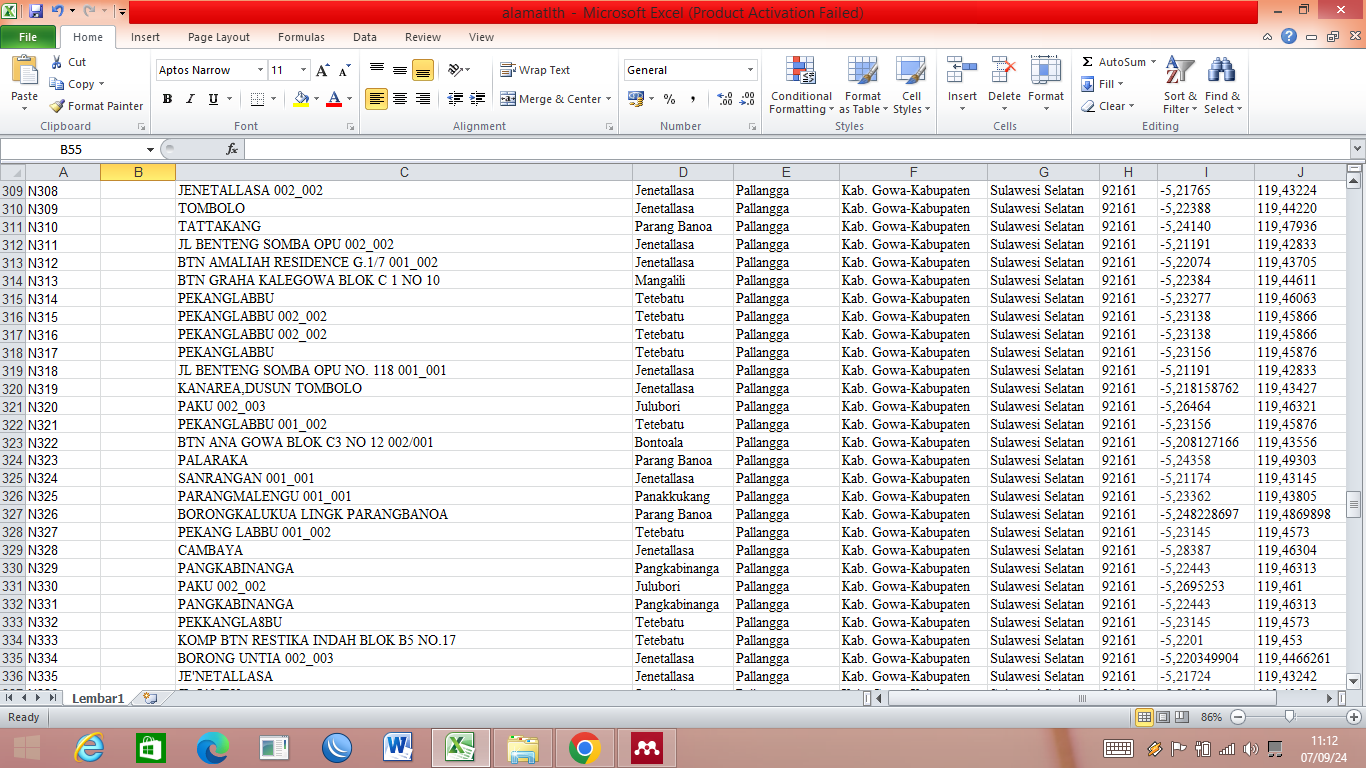 alamatlth - Microsoft Excel (Product Activation Failed)
File Home Insert Page Layout Formulas Data Review View
Paste Cut Copy Format Painter Clipboard
Aptos Narrow 11 B I U Font
Wrap Text Merge & Center Alignment
General % , Number
Conditional Formatting Format as Table Cell Styles Styles
Insert Delete Format Cells
Σ AutoSum Fill Clear Sort & Filter Find & Select Editing
B55 fx
A B C D E F G H I J
309 N308 JENETALLASA 002_002 Jenetallasa Pallangga Kab. Gowa-Kabupaten Sulawesi Selatan 92161 -5,21765 119,43224
310 N309 TOMBOLO Jenetallasa Pallangga Kab. Gowa-Kabupaten Sulawesi Selatan 92161 -5,22388 119,44220
311 N310 TATTAKANG Parang Banoa Pallangga Kab. Gowa-Kabupaten Sulawesi Selatan 92161 -5,24140 119,47936
312 N311 JL BENTENG SOMBA OPU 002_002 Jenetallasa Pallangga Kab. Gowa-Kabupaten Sulawesi Selatan 92161 -5,21191 119,42833
313 N312 BTN AMALIAH RESIDENCE G.1/7 001_002 Jenetallasa Pallangga Kab. Gowa-Kabupaten Sulawesi Selatan 92161 -5,22074 119,43705
314 N313 BTN GRAHA KALEGOWA BLOK C 1 NO 10 Mangalili Pallangga Kab. Gowa-Kabupaten Sulawesi Selatan 92161 -5,22384 119,44611
315 N314 PEKANGLABBU Tetebatu Pallangga Kab. Gowa-Kabupaten Sulawesi Selatan 92161 -5,23277 119,46063
316 N315 PEKANGLABBU 002_002 Tetebatu Pallangga Kab. Gowa-Kabupaten Sulawesi Selatan 92161 -5,23138 119,45866
317 N316 PEKANGLABBU 002_002 Tetebatu Pallangga Kab. Gowa-Kabupaten Sulawesi Selatan 92161 -5,23138 119,45866
318 N317 PEKANGLABBU Tetebatu Pallangga Kab. Gowa-Kabupaten Sulawesi Selatan 92161 -5,23156 119,45876
319 N318 JL BENTENG SOMBA OPU NO. 118 001_001 Jenetallasa Pallangga Kab. Gowa-Kabupaten Sulawesi Selatan 92161 -5,21191 119,42833
320 N319 KANAREA,DUSUN TOMBOLO Jenetallasa Pallangga Kab. Gowa-Kabupaten Sulawesi Selatan 92161 -5,218158762 119,43427
321 N320 PAKU 002_003 Julubori Pallangga Kab. Gowa-Kabupaten Sulawesi Selatan 92161 -5,26464 119,46321
322 N321 PEKANGLABBU 001_002 Tetebatu Pallangga Kab. Gowa-Kabupaten Sulawesi Selatan 92161 -5,23156 119,45876
323 N322 BTN ANA GOWA BLOK C3 NO 12 002/001 Bontoala Pallangga Kab. Gowa-Kabupaten Sulawesi Selatan 92161 -5,208127166 119,43556
324 N323 PALARAKA Parang Banoa Pallangga Kab. Gowa-Kabupaten Sulawesi Selatan 92161 -5,24358 119,49303
325 N324 SANRANGAN 001_001 Jenetallasa Pallangga Kab. Gowa-Kabupaten Sulawesi Selatan 92161 -5,21174 119,43145
326 N325 PARANGMALENGU 001_001 Panakkukang Pallangga Kab. Gowa-Kabupaten Sulawesi Selatan 92161 -5,23362 119,43805
327 N326 BORONGKALUKUA LINGK PARANGBANOA Parang Banoa Pallangga Kab. Gowa-Kabupaten Sulawesi Selatan 92161 -5,248228697 119,4869898
328 N327 PEKANG LABBU 001_002 Tetebatu Pallangga Kab. Gowa-Kabupaten Sulawesi Selatan 92161 -5,23145 119,4573
329 N328 CAMBAYA Jenetallasa Pallangga Kab. Gowa-Kabupaten Sulawesi Selatan 92161 -5,28387 119,46304
330 N329 PANGKABINANGA Pangkabinanga Pallangga Kab. Gowa-Kabupaten Sulawesi Selatan 92161 -5,22443 119,46313
331 N330 PAKU 002_002 Julubori Pallangga Kab. Gowa-Kabupaten Sulawesi Selatan 92161 -5,2695253 119,461
332 N331 PANGKABINANGA Pangkabinanga Pallangga Kab. Gowa-Kabupaten Sulawesi Selatan 92161 -5,22443 119,46313
333 N332 PEKKANGLA8BU Tetebatu Pallangga Kab. Gowa-Kabupaten Sulawesi Selatan 92161 -5,23145 119,4573
334 N333 KOMP BTN RESTIKA INDAH BLOK B5 NO.17 Tetebatu Pallangga Kab. Gowa-Kabupaten Sulawesi Selatan 92161 -5,2201 119,453
335 N334 BORONG UNTIA 002_003 Jenetallasa Pallangga Kab. Gowa-Kabupaten Sulawesi Selatan 92161 -5,220349904 119,4466261
336 N335 JE'NETALLASA Jenetallasa Pallangga Kab. Gowa-Kabupaten Sulawesi Selatan 92161 -5,21724 119,43242
Lembar1
Ready 86%
11:12
07/09/24